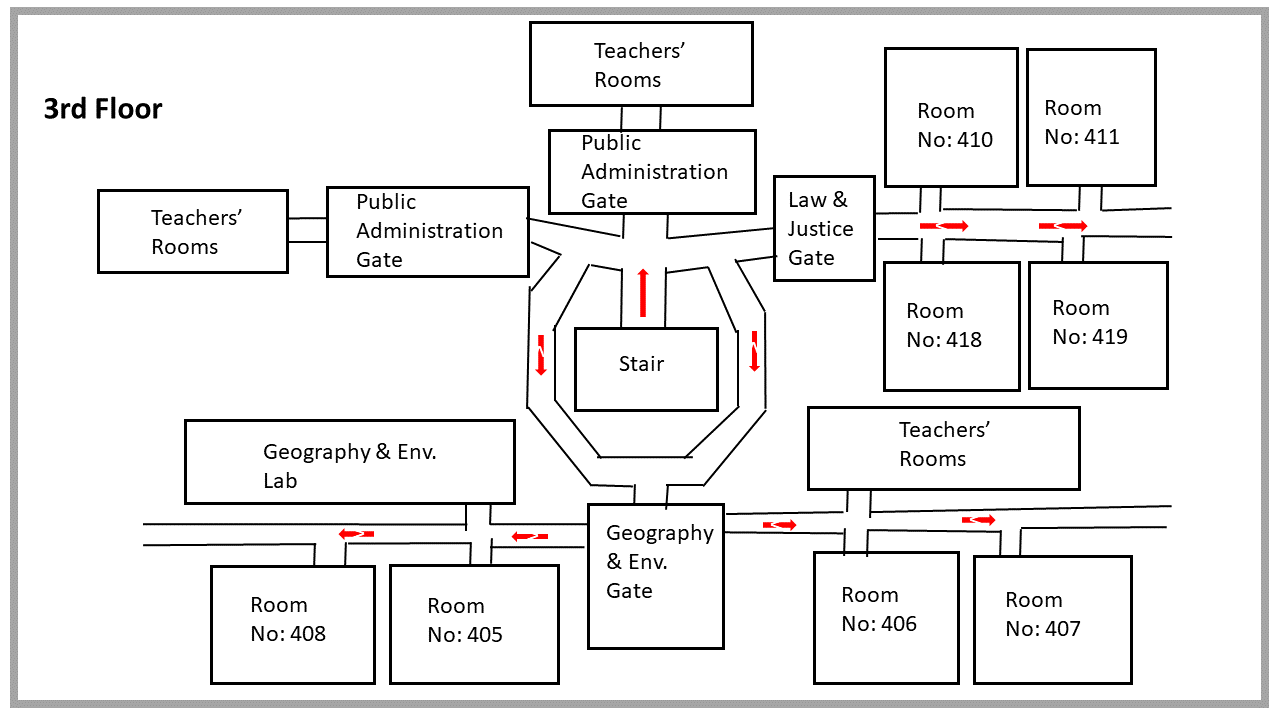 Teachers’
Rooms
3rd Floor
Public
Administration
Gate
Room
No: 410
Room
No: 411
Teachers’
Rooms
Public
Administration
Gate
Law &
Justice
Gate
Stair
Room
No: 418
Room
No: 419
Geography & Env.
Lab
Teachers’
Rooms
Geography
& Env.
Gate
Room
No: 408
Room
No: 405
Room
No: 406
Room
No: 407